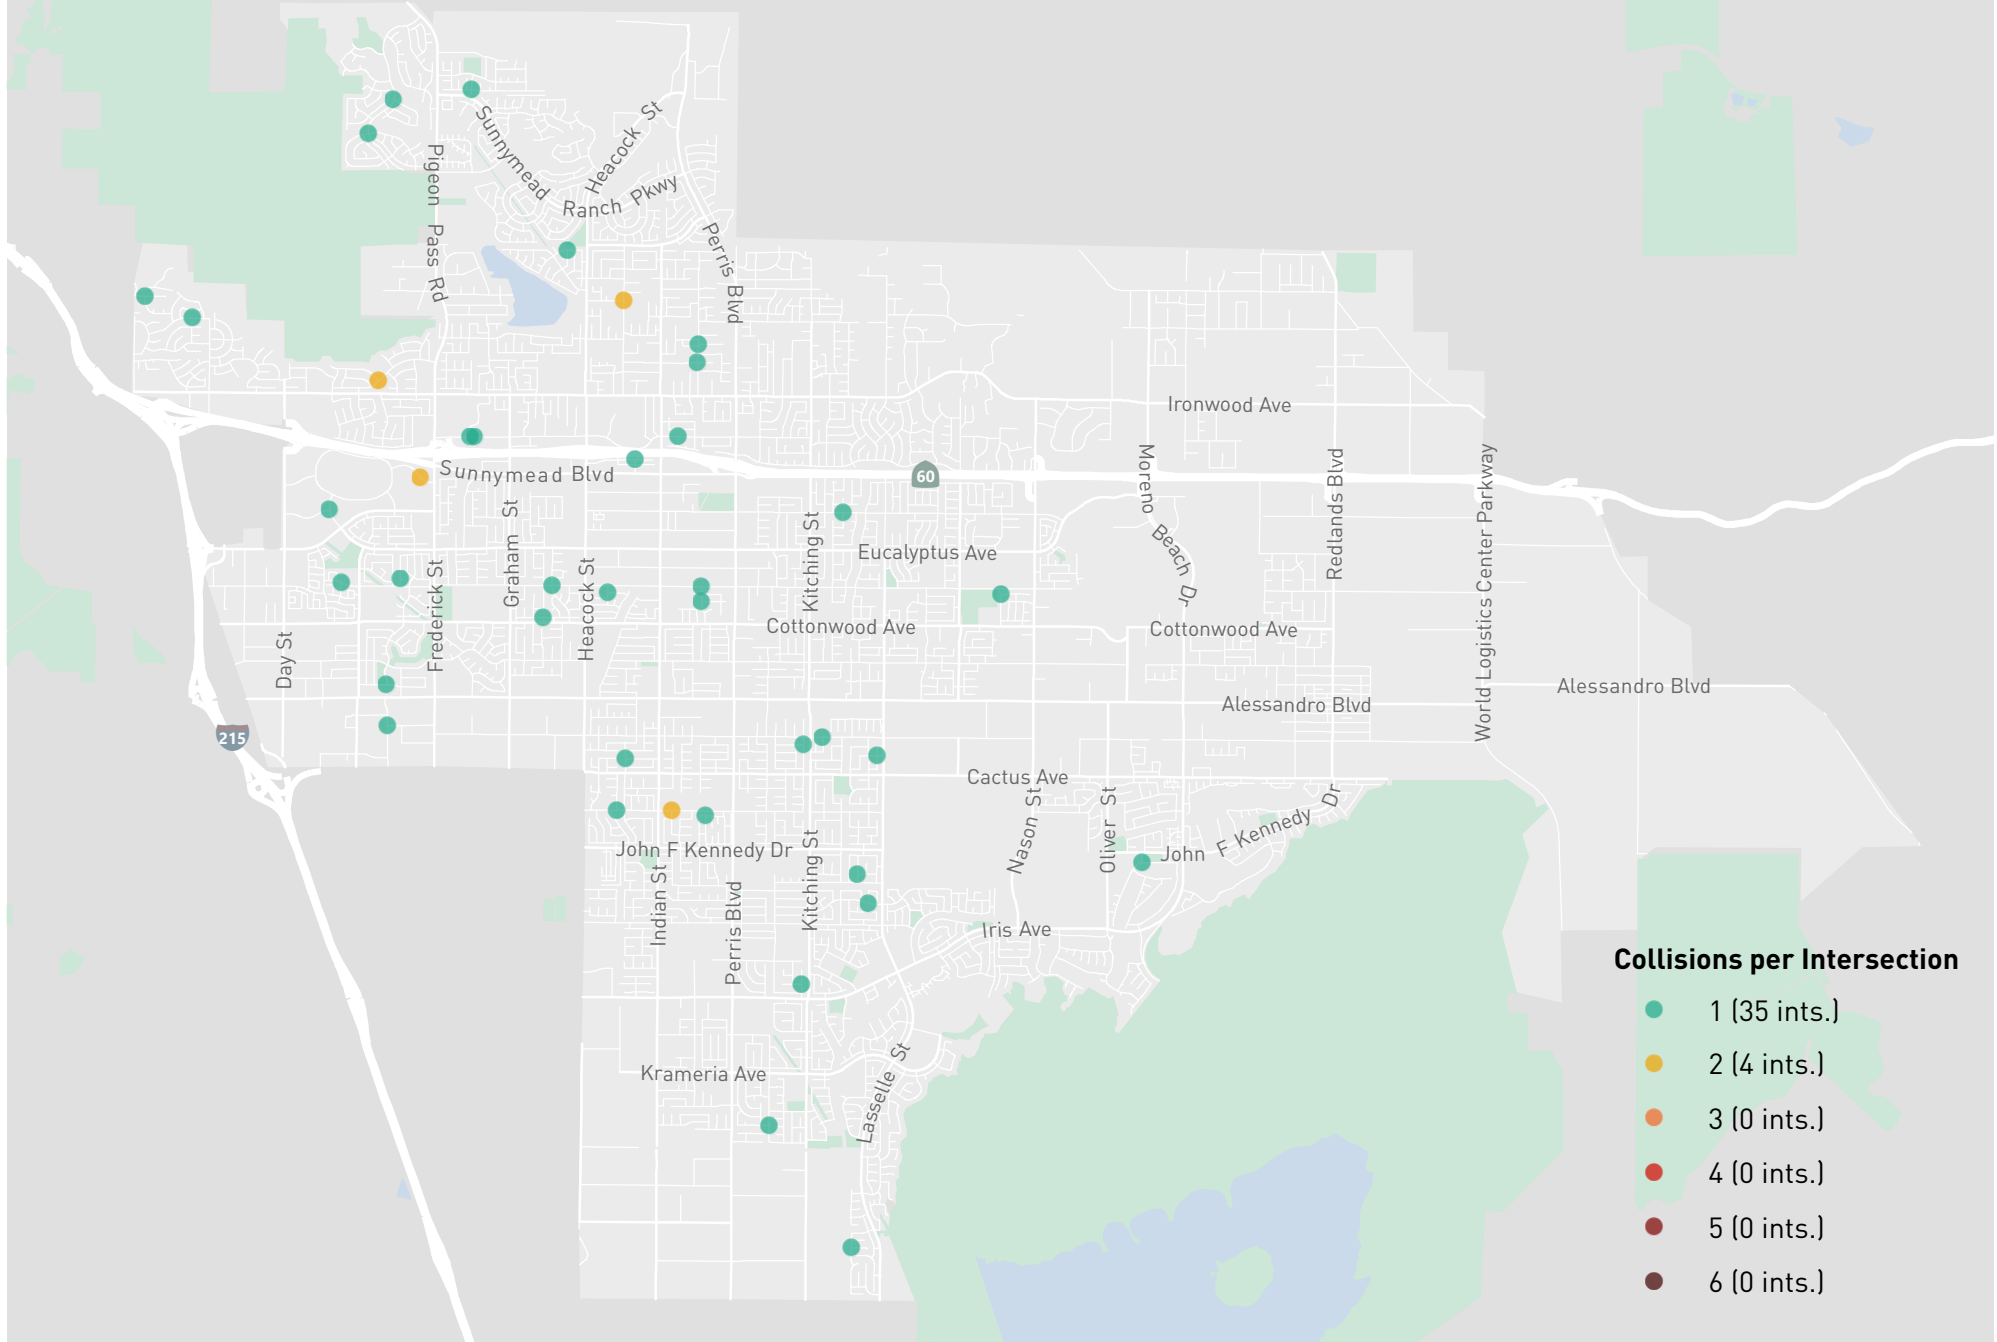 Sunnymead
Ranch Pkwy
Heacock St
Pigeon Pass Rd
Perris Blvd
Ironwood Ave
Sunnymead Blvd
60
Moreno Beach Dr
Redlands Blvd
World Logistics Center Parkway
Graham St
Kitching St
Eucalyptus Ave
Heacock St
Frederick St
Day St
Cottonwood Ave
Cottonwood Ave
Alessandro Blvd
Alessandro Blvd
215
Cactus Ave
Nason St
Oliver St
John F Kennedy Dr
John F Kennedy Dr
Kitching St
Indian St
Perris Blvd
Iris Ave
Krameria Ave
Lasselle St
Collisions per Intersection
1 (35 ints.)
2 (4 ints.)
3 (0 ints.)
4 (0 ints.)
5 (0 ints.)
6 (0 ints.)